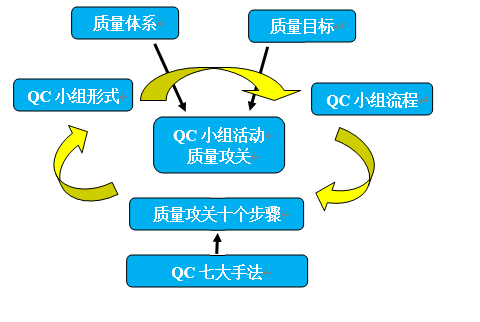 质量体系
质量目标
QC 小组形式
QC 小组流程
QC 小组活动
质量攻关
质量攻关十个步骤
QC 七大手法